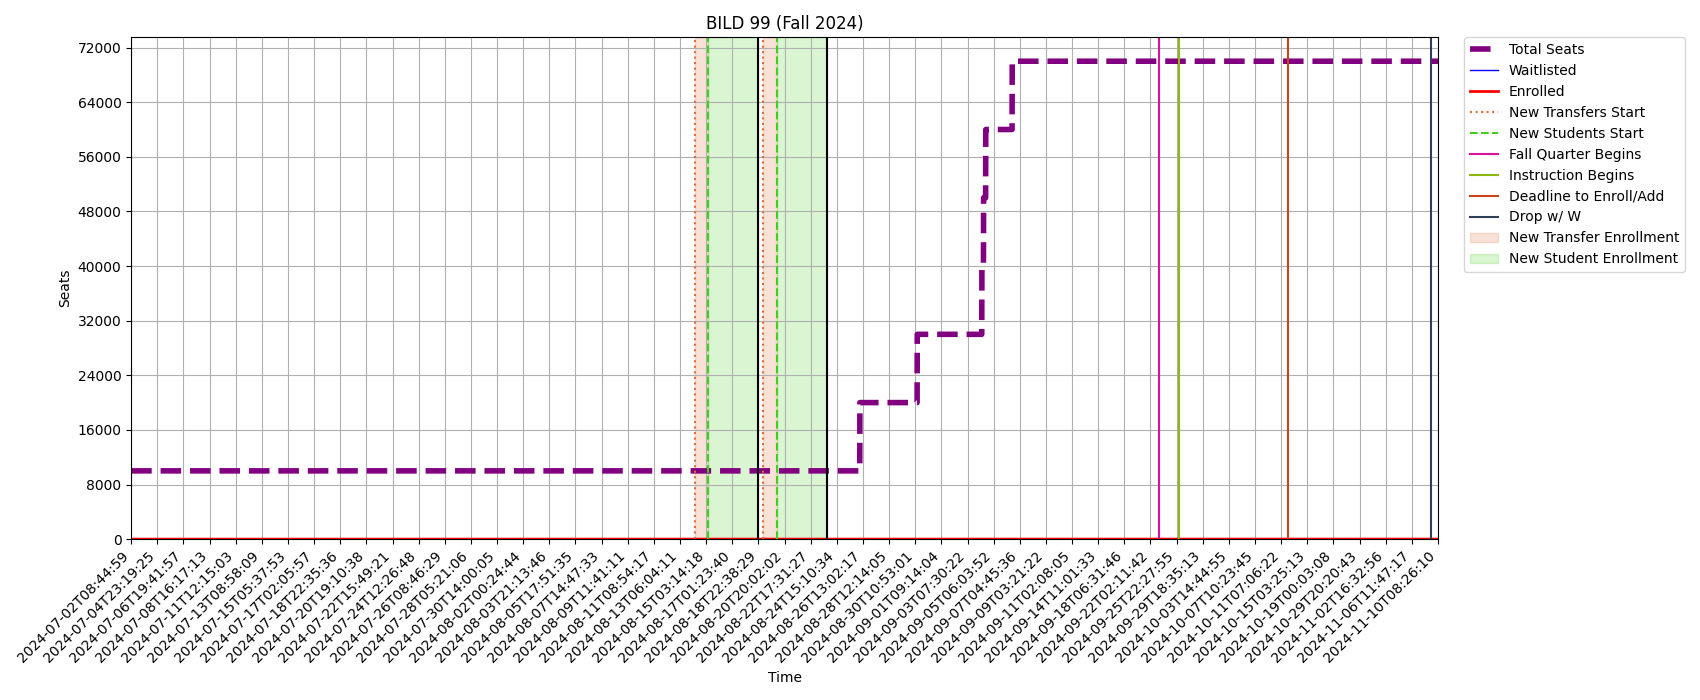 BILD 99 (Fall 2024)
72000
64000
56000
48000
40000
32000
24000
16000
8000
0
Seats
2024-07-02T08:44:59
2024-07-04T23:19:25
2024-07-06T19:41:57
2024-07-08T16:17:13
2024-07-11T12:15:03
2024-07-13T08:58:09
2024-07-15T05:37:53
2024-07-17T02:05:57
2024-07-18T22:35:36
2024-07-20T19:10:38
2024-07-22T15:49:21
2024-07-24T12:26:48
2024-07-26T08:46:29
2024-07-28T05:21:06
2024-07-30T14:00:05
2024-08-02T00:24:44
2024-08-03T21:13:46
2024-08-05T17:51:35
2024-08-07T14:47:33
2024-08-09T11:41:11
2024-08-11T08:54:17
2024-08-13T06:04:11
2024-08-15T03:14:18
2024-08-17T01:23:40
2024-08-18T22:38:29
2024-08-20T20:02:02
2024-08-22T17:31:27
2024-08-24T15:10:34
2024-08-26T13:02:17
2024-08-28T12:14:05
2024-08-30T10:53:01
2024-09-01T09:14:04
2024-09-03T07:30:22
2024-09-05T06:03:52
2024-09-07T04:45:36
2024-09-09T03:21:22
2024-09-11T02:08:05
2024-09-14T11:01:33
2024-09-18T06:31:46
2024-09-22T02:11:42
2024-09-25T22:27:55
2024-09-29T18:35:13
2024-10-03T14:44:55
2024-10-07T10:23:45
2024-10-11T07:06:22
2024-10-15T03:25:13
2024-10-19T00:03:08
2024-10-29T20:20:43
2024-11-02T16:32:56
2024-11-06T11:47:17
2024-11-10T08:26:10
Time
Total Seats
Waitlisted
Enrolled
New Transfers Start
New Students Start
Fall Quarter Begins
Instruction Begins
Deadline to Enroll/Add
Drop w/ W
New Transfer Enrollment
New Student Enrollment